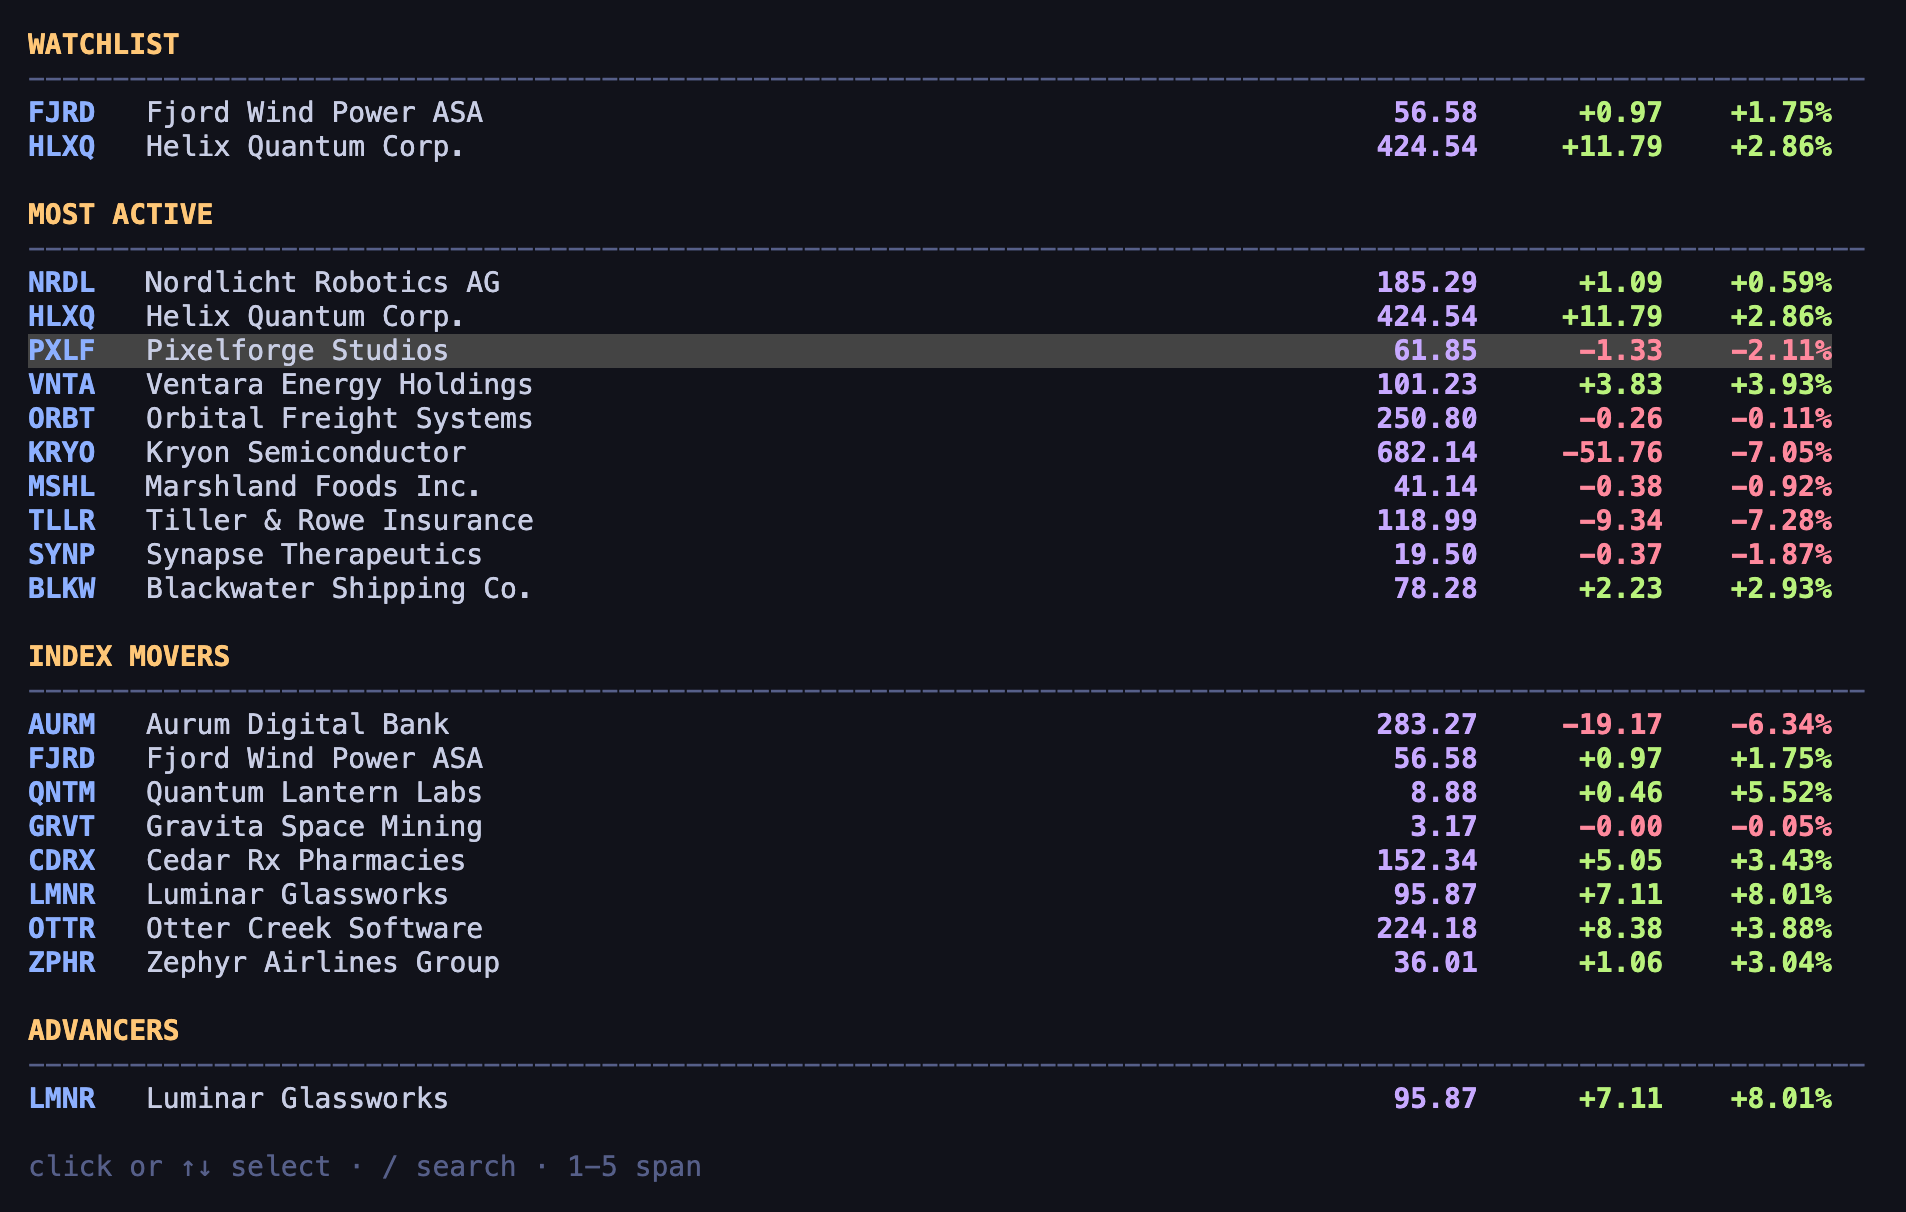 WATCHLIST
FJRD Fjord Wind Power ASA 56.58 +0.97 +1.75%
HLXQ Helix Quantum Corp. 424.54 +11.79 +2.86%
MOST ACTIVE
NRDL Nordlicht Robotics AG 185.29 +1.09 +0.59%
HLXQ Helix Quantum Corp. 424.54 +11.79 +2.86%
PXLF Pixelforge Studios 61.85 −1.33 −2.11%
VNTA Ventara Energy Holdings 101.23 +3.83 +3.93%
ORBT Orbital Freight Systems 250.80 −0.26 −0.11%
KRYO Kryon Semiconductor 682.14 −51.76 −7.05%
MSHL Marshland Foods Inc. 41.14 −0.38 −0.92%
TLLR Tiller & Rowe Insurance 118.99 −9.34 −7.28%
SYNP Synapse Therapeutics 19.50 −0.37 −1.87%
BLKW Blackwater Shipping Co. 78.28 +2.23 +2.93%
INDEX MOVERS
AURM Aurum Digital Bank 283.27 −19.17 −6.34%
FJRD Fjord Wind Power ASA 56.58 +0.97 +1.75%
QNTM Quantum Lantern Labs 8.88 +0.46 +5.52%
GRVT Gravita Space Mining 3.17 −0.00 −0.05%
CDRX Cedar Rx Pharmacies 152.34 +5.05 +3.43%
LMNR Luminar Glassworks 95.87 +7.11 +8.01%
OTTR Otter Creek Software 224.18 +8.38 +3.88%
ZPHR Zephyr Airlines Group 36.01 +1.06 +3.04%
ADVANCERS
LMNR Luminar Glassworks 95.87 +7.11 +8.01%
click or ↑↓ select · / search · 1–5 span